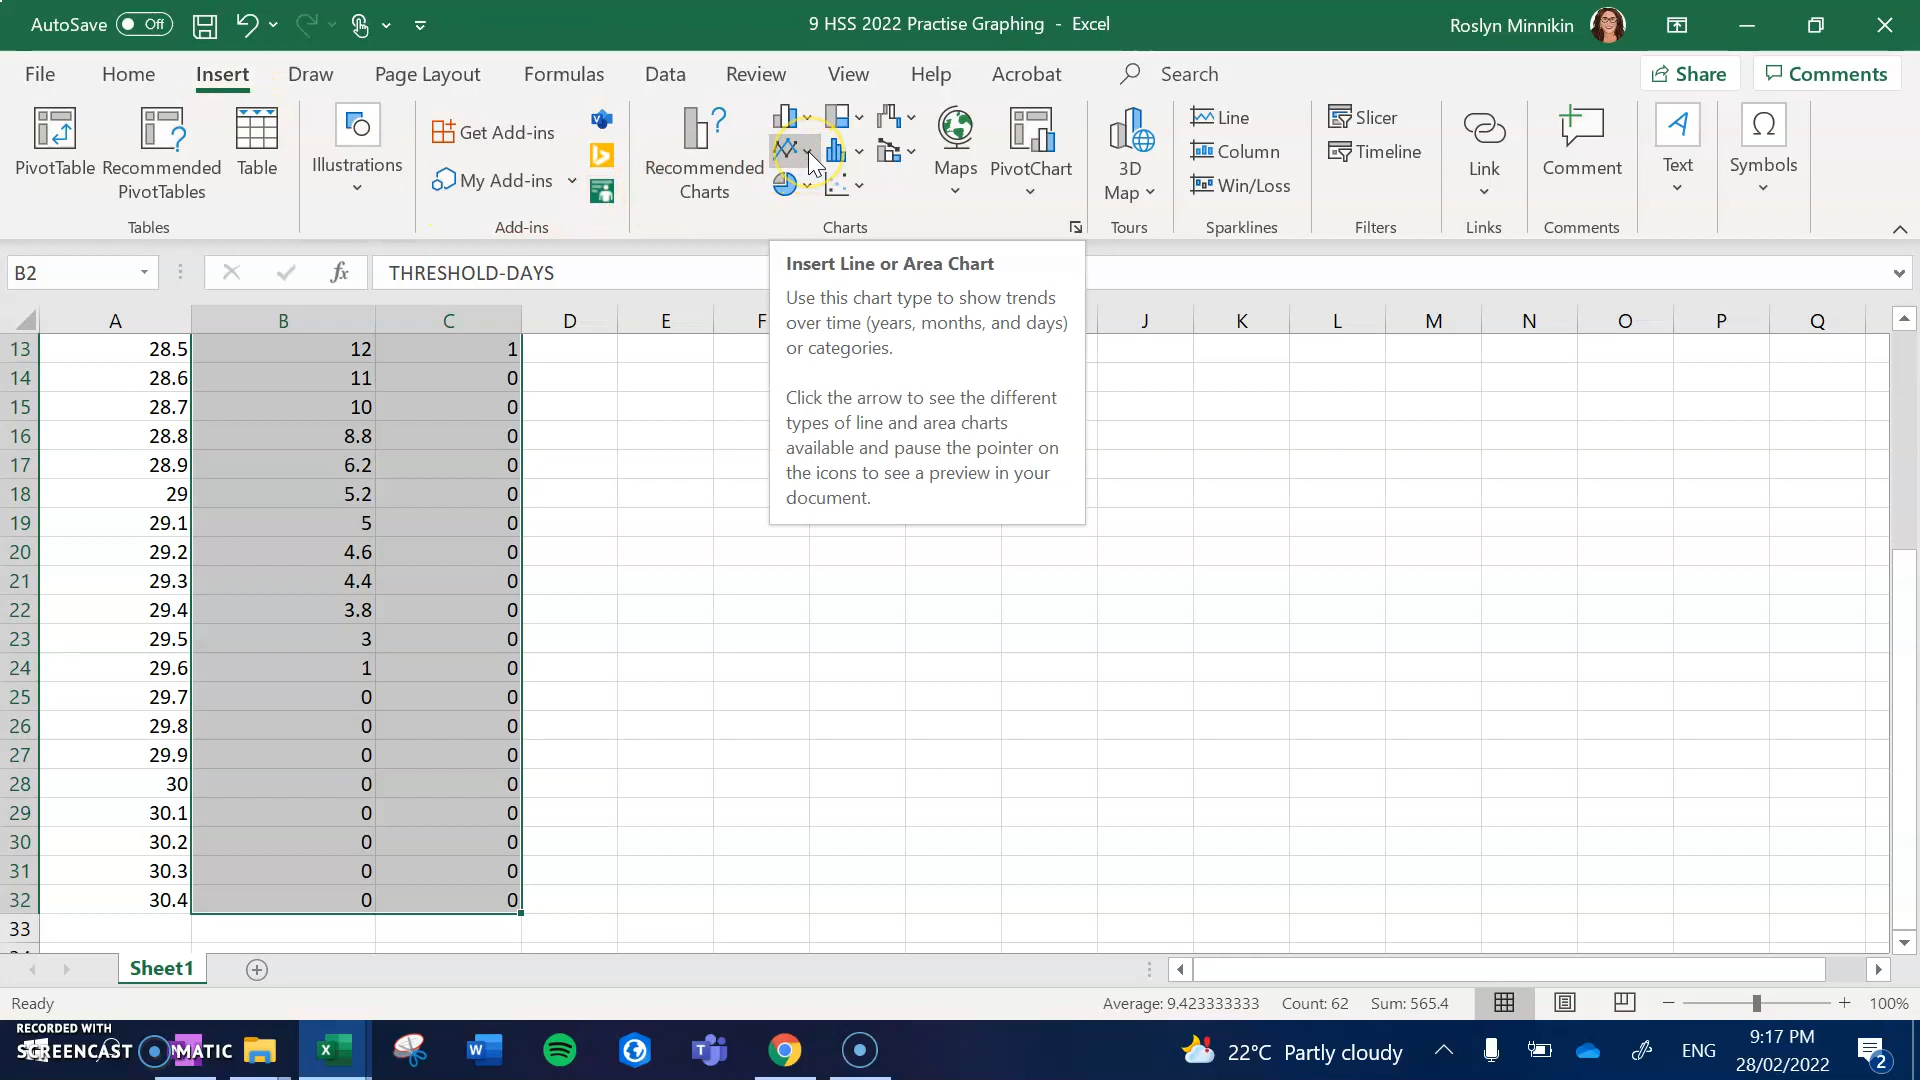 AutoSave Off
9 HSS 2022 Practise Graphing - Excel
Roslyn Minnikin
File Home Insert Draw Page Layout Formulas Data Review View Help Acrobat Search Share Comments
PivotTable
Recommended
PivotTables
Table
Tables
Illustrations
Get Add-ins
My Add-ins
Add-ins
Recommended
Charts
Maps
PivotChart
Charts
3D
Map
Tours
Line
Column
Win/Loss
Sparklines
Slicer
Timeline
Filters
Link
Links
Comment
Comments
Text
Symbols
B2 fx THRESHOLD-DAYS
Insert Line or Area Chart
Use this chart type to show trends
over time (years, months, and days)
or categories.
Click the arrow to see the different
types of line and area charts
available and pause the pointer on
the icons to see a preview in your
document.
A B C D E F J K L M N O P Q
13 28.5 12 1
14 28.6 11 0
15 28.7 10 0
16 28.8 8.8 0
17 28.9 6.2 0
18 29 5.2 0
19 29.1 5 0
20 29.2 4.6 0
21 29.3 4.4 0
22 29.4 3.8 0
23 29.5 3 0
24 29.6 1 0
25 29.7 0 0
26 29.8 0 0
27 29.9 0 0
28 30 0 0
29 30.1 0 0
30 30.2 0 0
31 30.3 0 0
32 30.4 0 0
33
Sheet1
Ready
Average: 9.423333333 Count: 62 Sum: 565.4
100%
RECORDED WITH
SCREENCAST MATIC
22°C Partly cloudy
ENG
9:17 PM
28/02/2022
2